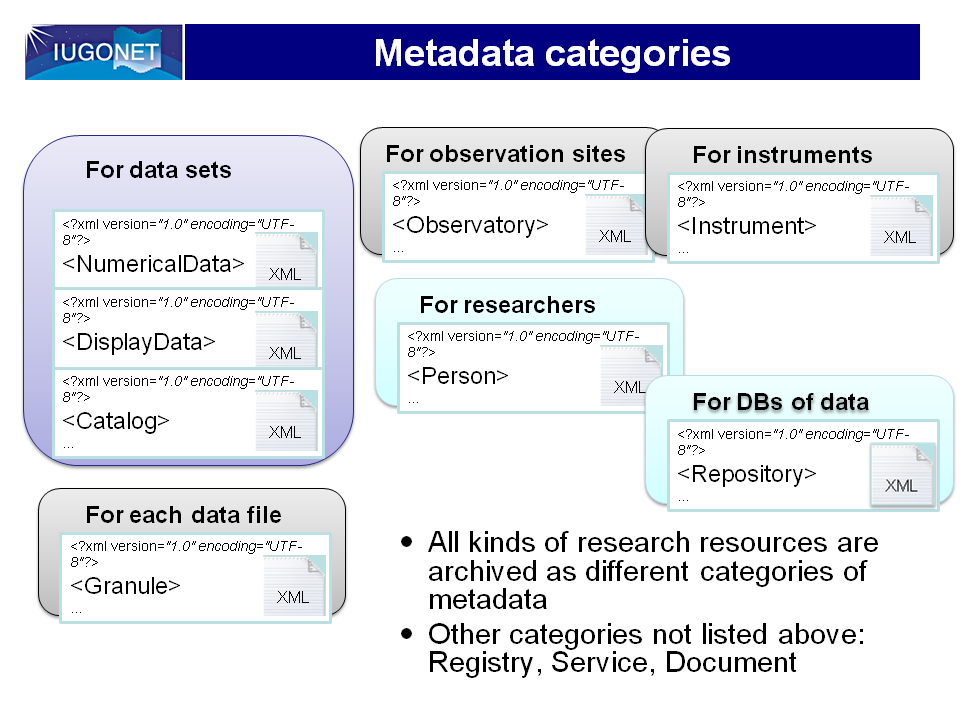 IUGONET
Metadata categories
For data sets
<?xml version="1.0" encoding="UTF-
8"?>
<NumericalData>
XML
<?xml version="1.0" encoding="UTF-
8"?>
<DisplayData>
XML
<?xml version="1.0" encoding="UTF-
8"?>
<Catalog>
XML
...
For observation sites
<?xml version="1.0" encoding="UTF-
8"?>
<Observatory>
XML
...
For instruments
<?xml version="1.0" encoding="UTF-
8"?>
<Instrument>
XML
...
For researchers
<?xml version="1.0" encoding="UTF-
8"?>
<Person>
XML
...
For DBs of data
<?xml version="1.0" encoding="UTF-
8"?>
<Repository>
XML
...
For each data file
<?xml version="1.0" encoding="UTF-
8"?>
<Granule>
XML
...
• All kinds of research resources are
archived as different categories of
metadata
• Other categories not listed above:
Registry, Service, Document